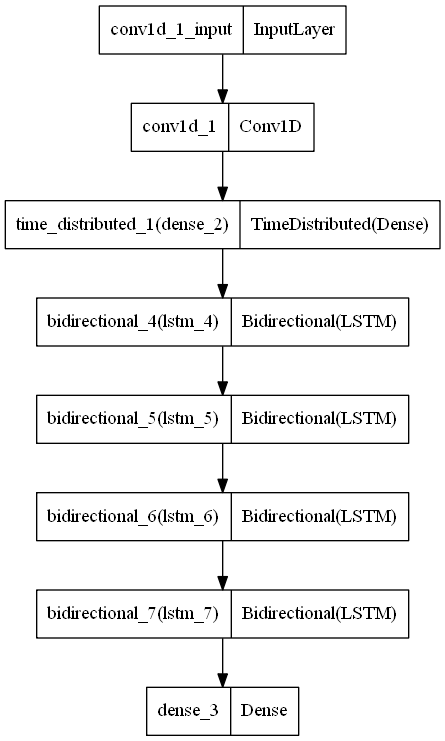 conv1d_1_input InputLayer
conv1d_1 Conv1D
time_distributed_1(dense_2) TimeDistributed(Dense)
bidirectional_4(lstm_4) Bidirectional(LSTM)
bidirectional_5(lstm_5) Bidirectional(LSTM)
bidirectional_6(lstm_6) Bidirectional(LSTM)
bidirectional_7(lstm_7) Bidirectional(LSTM)
dense_3 Dense